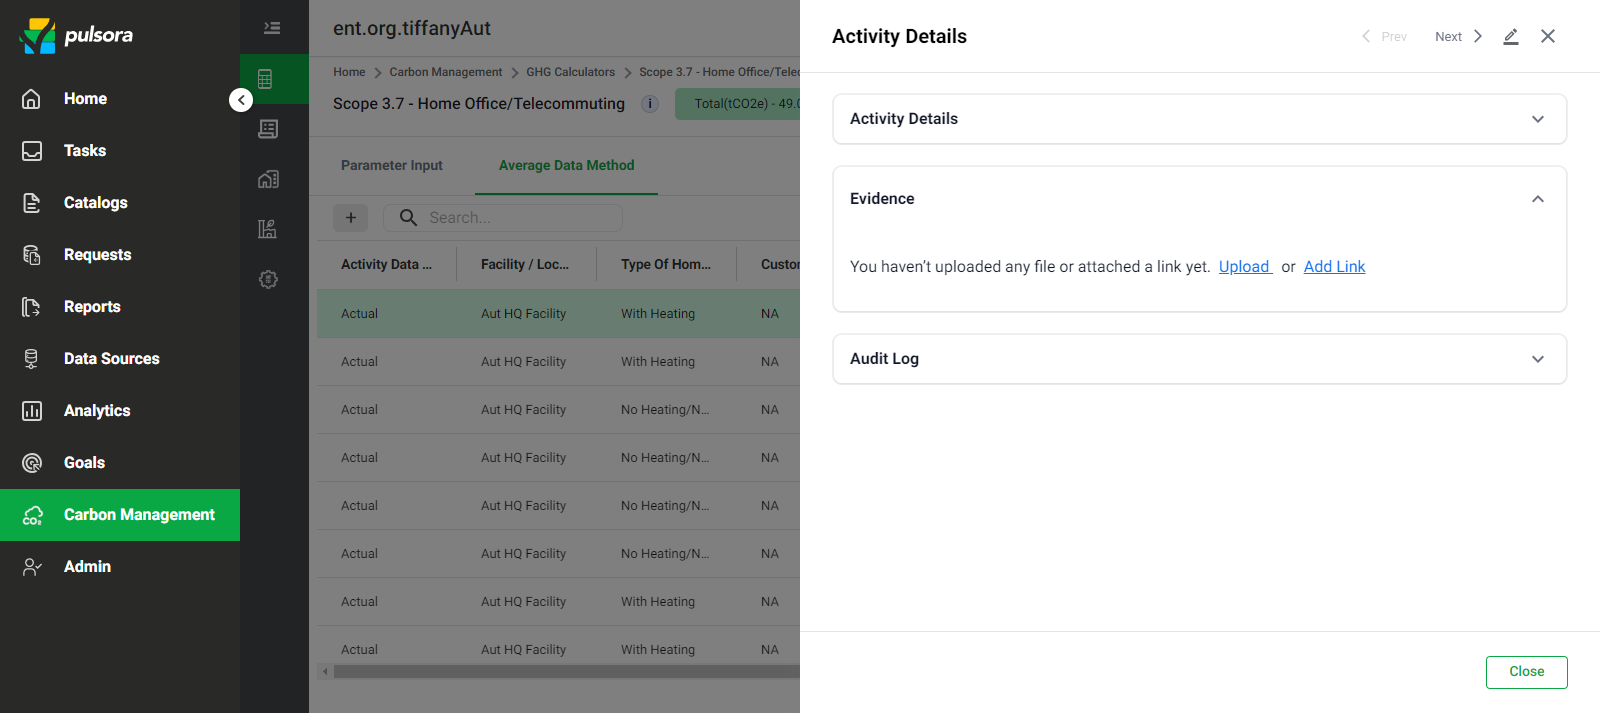 pulsora
Home
Tasks
Catalogs
Requests
Reports
Data Sources
Analytics
Goals
Carbon Management
Admin
ent.org.tiffanyAut
Home > Carbon Management > GHG Calculators > Scope 3.7 - Home Office/Telec
Scope 3.7 - Home Office/Telecommuting i Total(tCO2e) - 49.0
Parameter Input Average Data Method
+ Search...
Activity Data ... Facility / Loc... Type Of Hom... Custor
Actual Aut HQ Facility With Heating NA
Actual Aut HQ Facility With Heating NA
Actual Aut HQ Facility No Heating/N... NA
Actual Aut HQ Facility No Heating/N... NA
Actual Aut HQ Facility No Heating/N... NA
Actual Aut HQ Facility No Heating/N... NA
Actual Aut HQ Facility With Heating NA
Actual Aut HQ Facility With Heating NA
Activity Details
Prev Next
Activity Details
Evidence
You haven't uploaded any file or attached a link yet. Upload or Add Link
Audit Log
Close